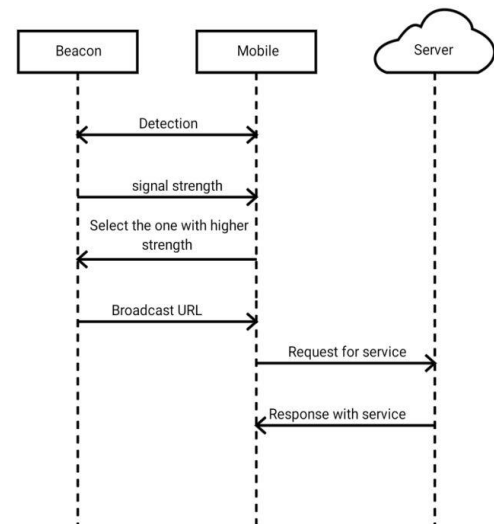 Beacon
Mobile
Server
Detection
signal strength
Select the one with higher
strength
Broadcast URL
Request for service
Response with service